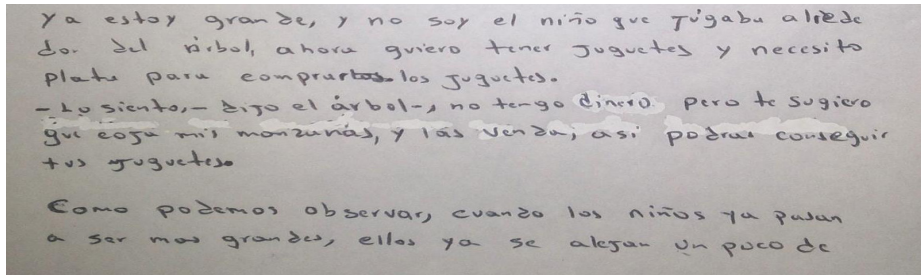 ya estoy grande, y no soy el niño que jugaba alrede
dor del árbol, ahora quiero tener juguetes y necesito
plata para comprar los juguetes.
-Lo siento,- dijo el árbol-, no tengo dinero. pero te sugiero
que coja mis manzanas, y las venda; asi podras conseguir
tus juguetes.
Como podemos observar, cuando los niños ya pasan
a ser mas grandes, ellos ya se alejan un poco de